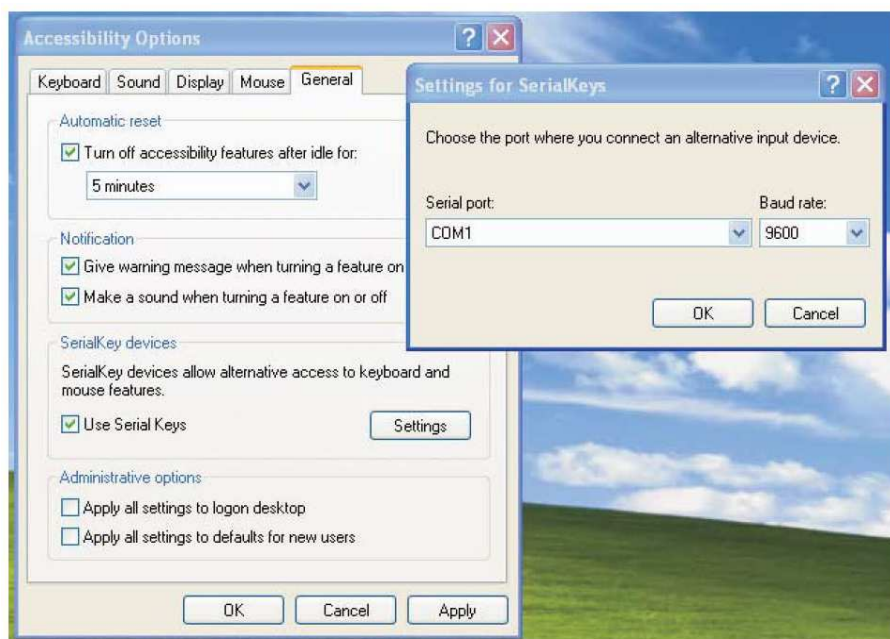 Accessibility Options
Keyboard Sound Display Mouse General
Automatic reset
Turn off accessibility features after idle for:
5 minutes
Notification
Give warning message when turning a feature on
Make a sound when turning a feature on or off
SerialKey devices
SerialKey devices allow alternative access to keyboard and
mouse features.
Use Serial Keys
Settings
Administrative options
Apply all settings to logon desktop
Apply all settings to defaults for new users
OK Cancel Apply
Settings for SerialKeys
Choose the port where you connect an alternative input device.
Serial port: Baud rate:
COM1 9600
OK Cancel